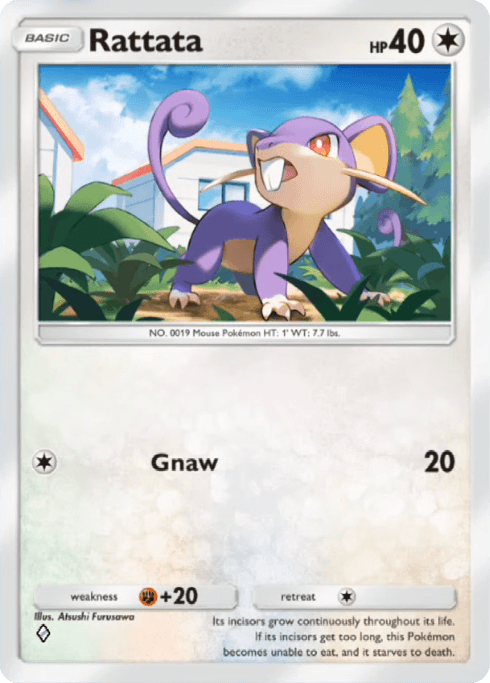 BASIC Rattata HP 40
NO. 0019 Mouse Pokémon HT: 1' WT: 7.7 lbs.
Gnaw 20
weakness +20 retreat
Illus. Atsushi Furusawa
Its incisors grow continuously throughout its life.
If its incisors get too long, this Pokémon
becomes unable to eat, and it starves to death.